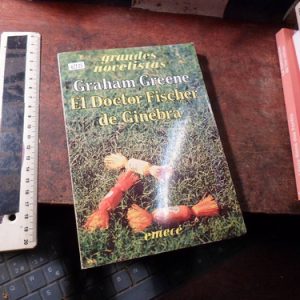 grandes
novelistas
Graham Greene
El Doctor Fischer
de Ginebra
emecé